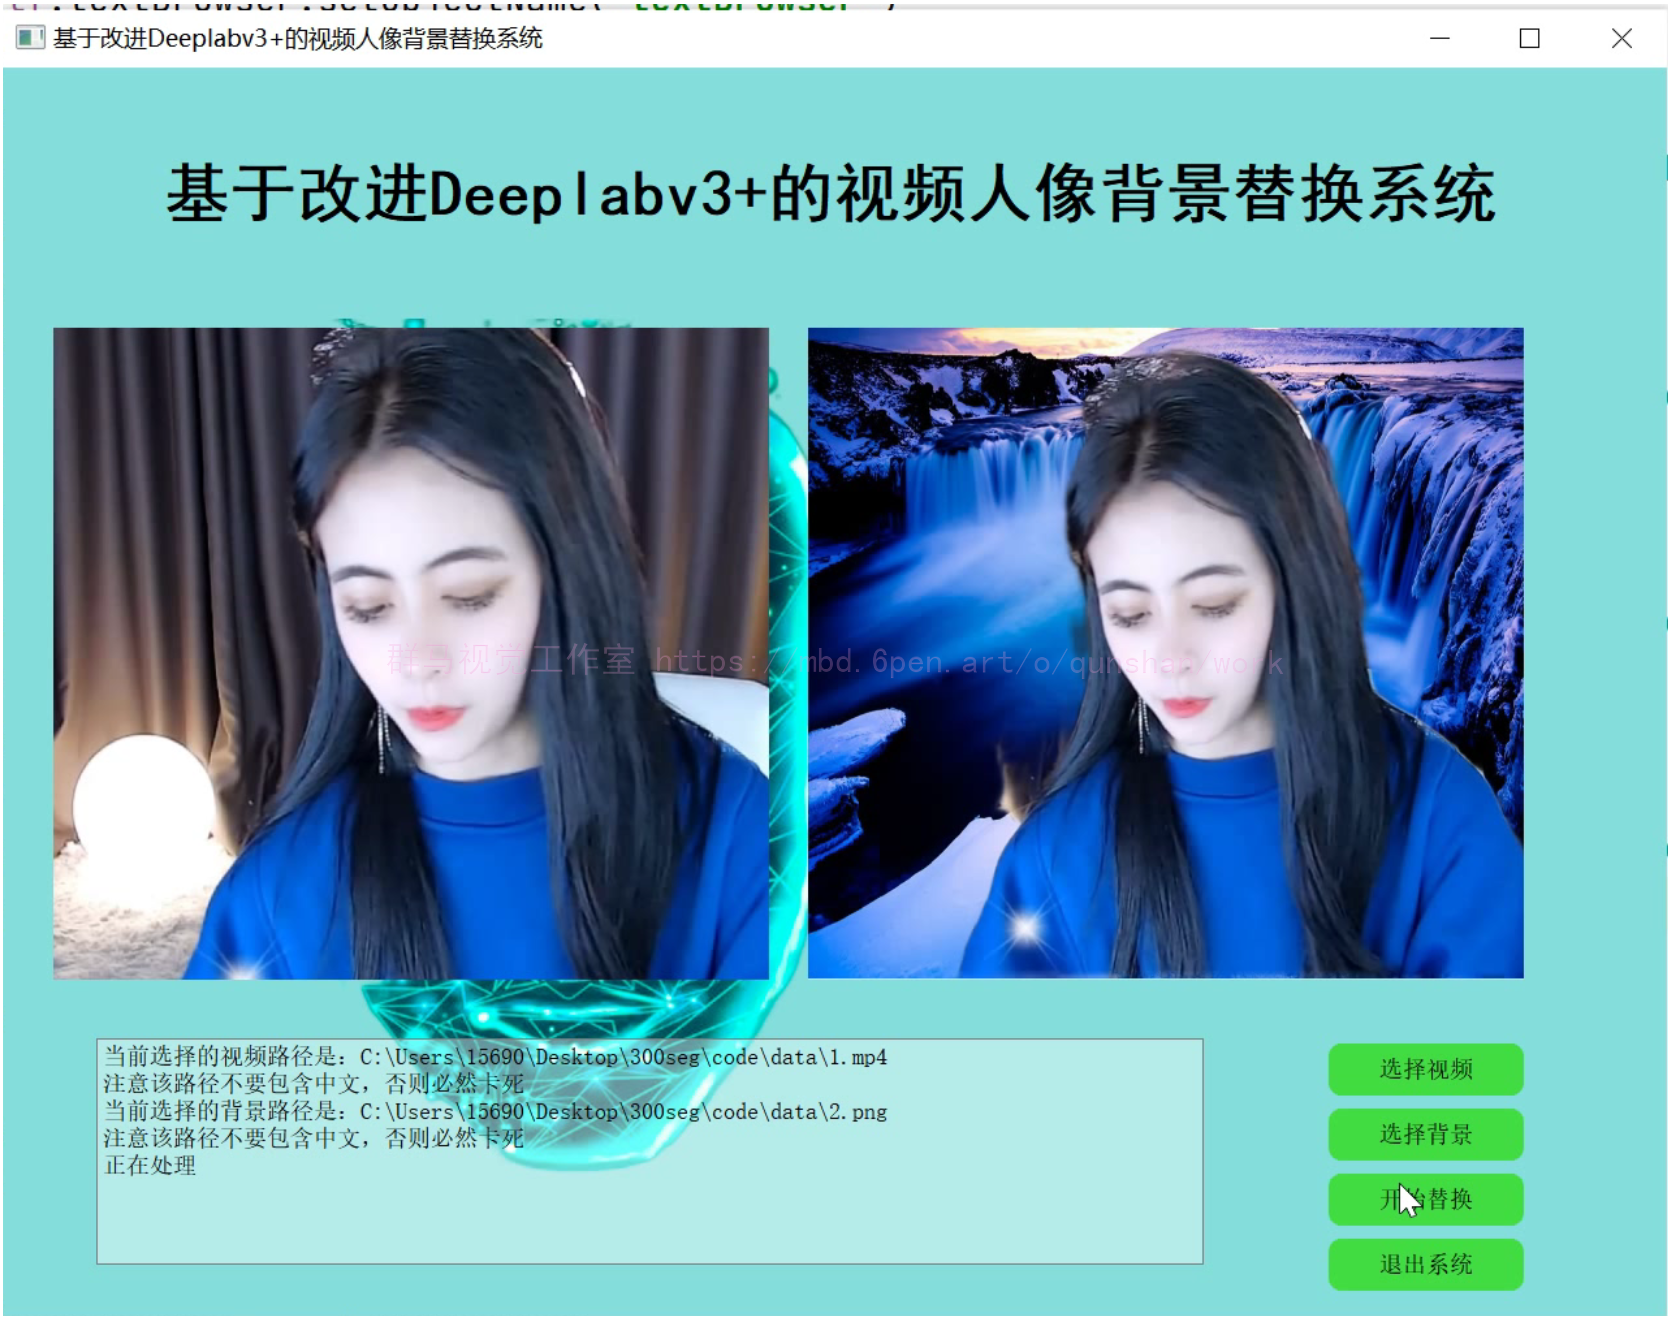 基于改进Deeplabv3+的视频人像背景替换系统
基于改进Deeplabv3+的视频人像背景替换系统
群马视觉工作室 https://mbd.6pen.art/o/qunshan/work
当前选择的视频路径是：C:\Users\15690\Desktop\300seg\code\data\1.mp4
注意该路径不要包含中文，否则必然卡死
当前选择的背景路径是：C:\Users\15690\Desktop\300seg\code\data\2.png
注意该路径不要包含中文，否则必然卡死
正在处理
选择视频
选择背景
开始替换
退出系统